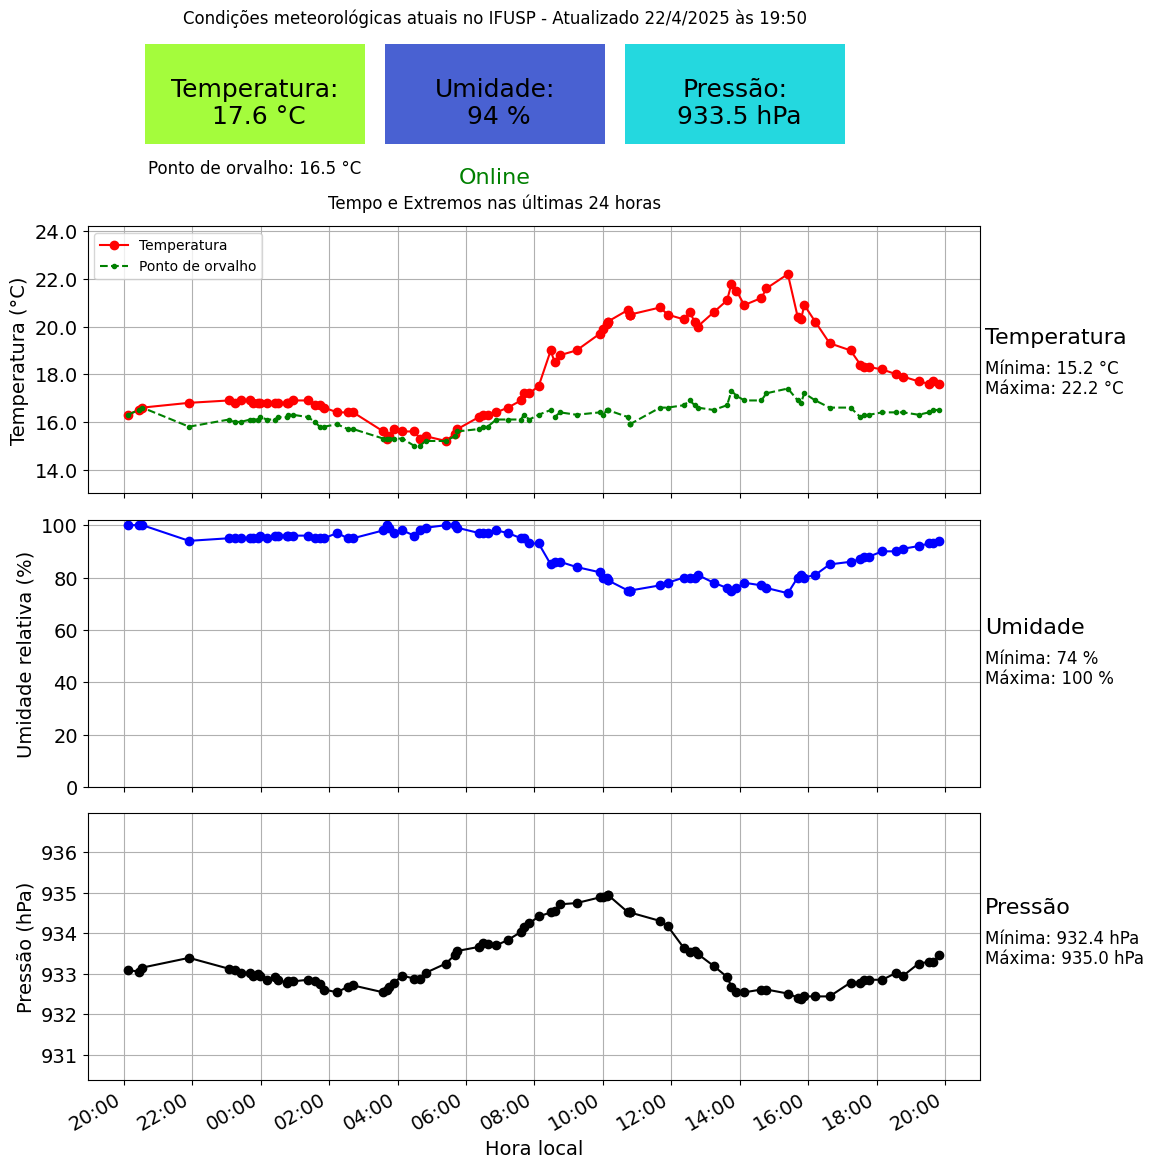 Condições meteorológicas atuais no IFUSP - Atualizado 22/4/2025 às 19:50
Temperatura:
17.6 °C
Umidade:
94 %
Pressão:
933.5 hPa
Ponto de orvalho: 16.5 °C
Online
Tempo e Extremos nas últimas 24 horas
Temperatura (°C)
24.0
22.0
20.0
18.0
16.0
14.0
Temperatura
Ponto de orvalho
Temperatura
Mínima: 15.2 °C
Máxima: 22.2 °C
Umidade relativa (%)
100
80
60
40
20
0
Umidade
Mínima: 74 %
Máxima: 100 %
Pressão (hPa)
936
935
934
933
932
931
Pressão
Mínima: 932.4 hPa
Máxima: 935.0 hPa
20:00
22:00
00:00
02:00
04:00
06:00
08:00
10:00
12:00
14:00
16:00
18:00
20:00
Hora local